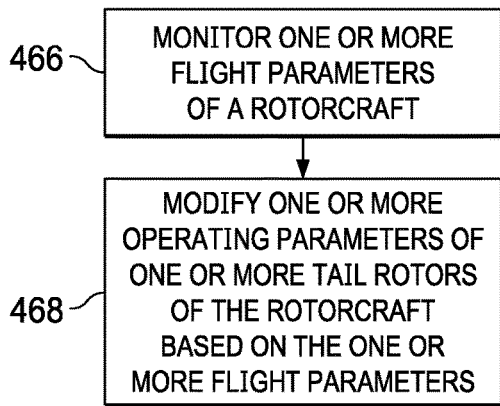 466
MONITOR ONE OR MORE
FLIGHT PARAMETERS
OF A ROTORCRAFT
468
MODIFY ONE OR MORE
OPERATING PARAMETERS OF
ONE OR MORE TAIL ROTORS
OF THE ROTORCRAFT
BASED ON THE ONE OR
MORE FLIGHT PARAMETERS